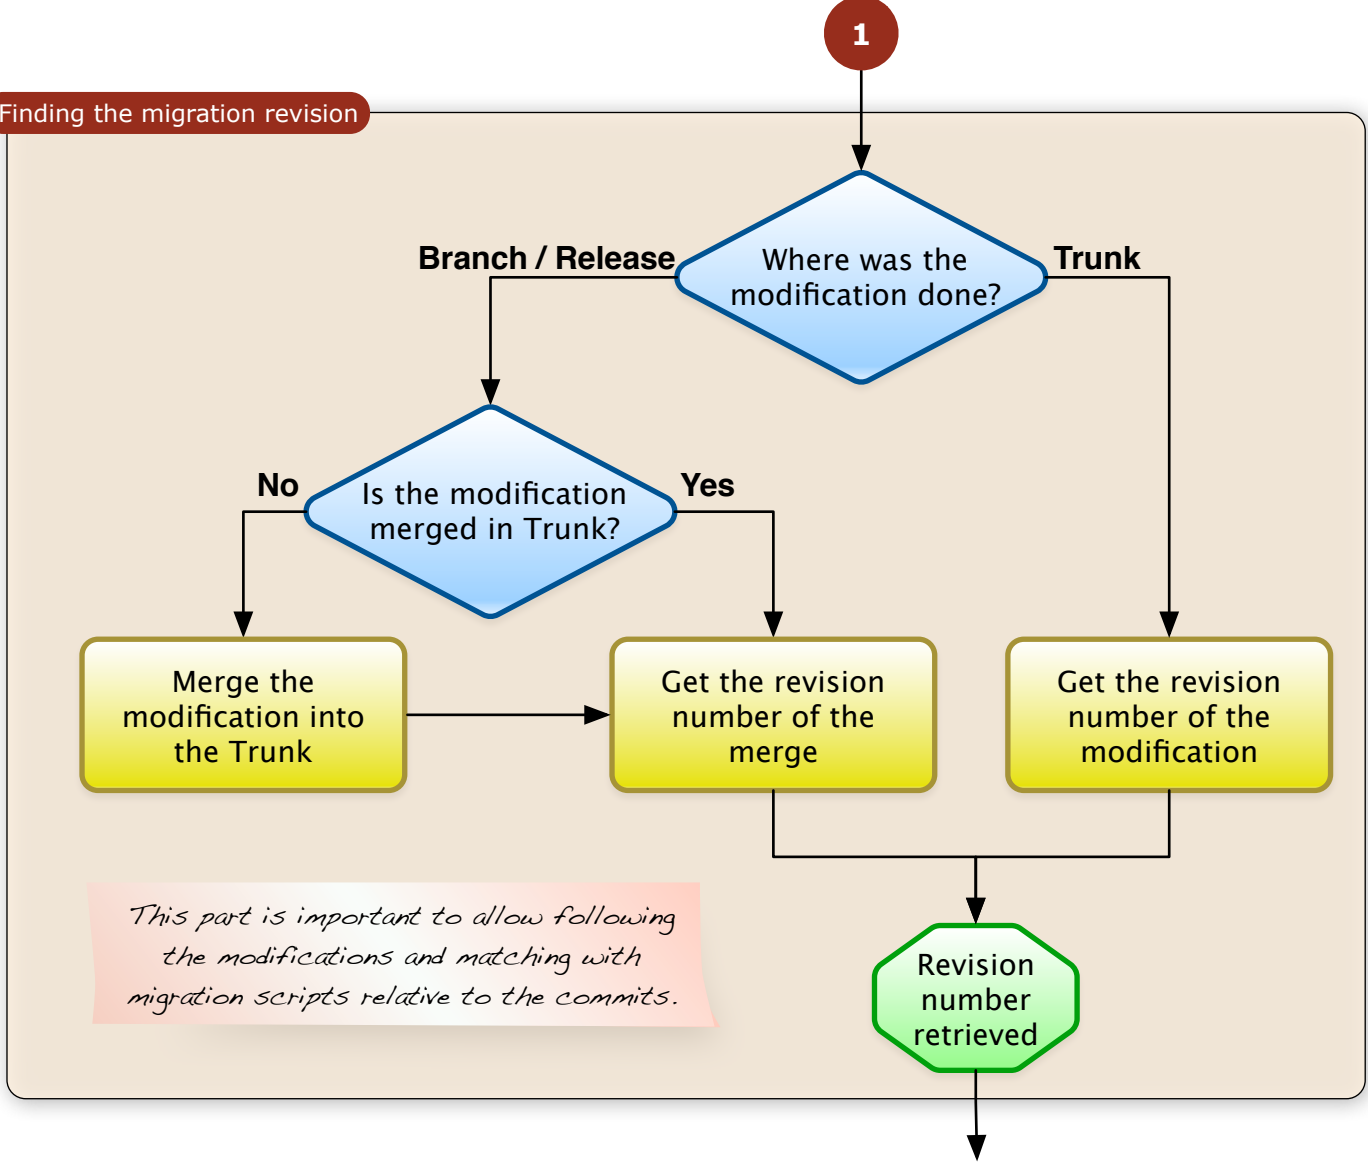 1
Finding the migration revision
Where was the
modification done?
Branch / Release
Trunk
Is the modification
merged in Trunk?
No
Yes
Merge the
modification into
the Trunk
Get the revision
number of the
merge
Get the revision
number of the
modification
This part is important to allow following
the modifications and matching with
migration scripts relative to the commits.
Revision
number
retrieved